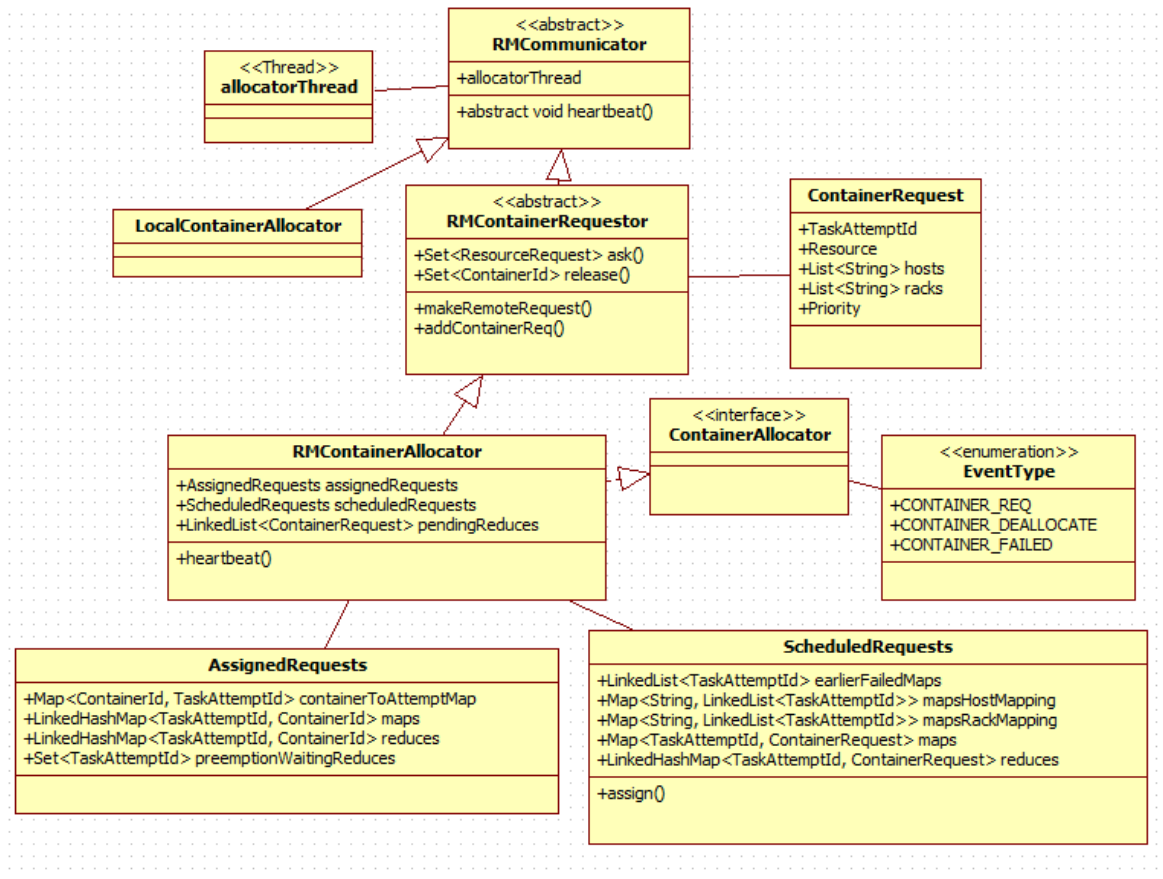 <<abstract>>
RMCommunicator
+allocatorThread
+abstract void heartbeat()
<<Thread>>
allocatorThread
LocalContainerAllocator
<<abstract>>
RMContainerRequestor
+Set<ResourceRequest> ask()
+Set<ContainerId> release()
+makeRemoteRequest()
+addContainerReq()
ContainerRequest
+TaskAttemptId
+Resource
+List<String> hosts
+List<String> racks
+Priority
RMContainerAllocator
+AssignedRequests assignedRequests
+ScheduledRequests scheduledRequests
+LinkedList<ContainerRequest> pendingReduces
+heartbeat()
<<interface>>
ContainerAllocator
<<enumeration>>
EventType
+CONTAINER_REQ
+CONTAINER_DEALLOCATE
+CONTAINER_FAILED
AssignedRequests
+Map<ContainerId, TaskAttemptId> containerToAttemptMap
+LinkedHashMap<TaskAttemptId, ContainerId> maps
+LinkedHashMap<TaskAttemptId, ContainerId> reduces
+Set<TaskAttemptId> preemptionWaitingReduces
ScheduledRequests
+LinkedList<TaskAttemptId> earlierFailedMaps
+Map<String, LinkedList<TaskAttemptId>> mapsHostMapping
+Map<String, LinkedList<TaskAttemptId>> mapsRackMapping
+Map<TaskAttemptId, ContainerRequest> maps
+LinkedHashMap<TaskAttemptId, ContainerRequest> reduces
+assign()